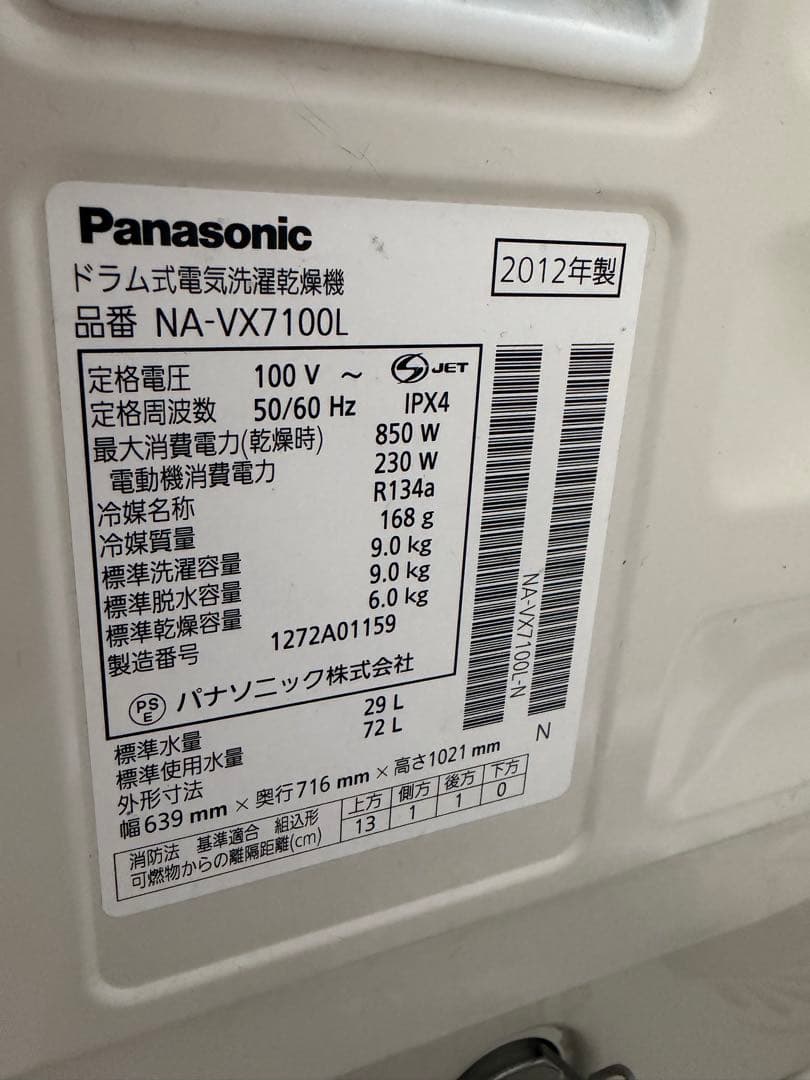 Panasonic
ドラム式電気洗濯乾燥機
2012年製
品番 NA-VX7100L
定格電圧 100 V ～ JET
定格周波数 50/60 Hz IPX4
最大消費電力(乾燥時) 850 W
電動機消費電力 230 W
冷媒名称 R134a
冷媒質量 168 g
標準洗濯容量 9.0 kg
標準脱水容量 9.0 kg
標準乾燥容量 6.0 kg
製造番号 1272A01159
PSE パナソニック株式会社
NA-VX7100L-N
N
標準水量 29 L
標準使用水量 72 L
外形寸法
幅639 mm × 奥行716 mm × 高さ1021 mm
消防法 基準適合 組込形
可燃物からの離隔距離(cm)
上方 側方 後方 下方
13 1 1 0